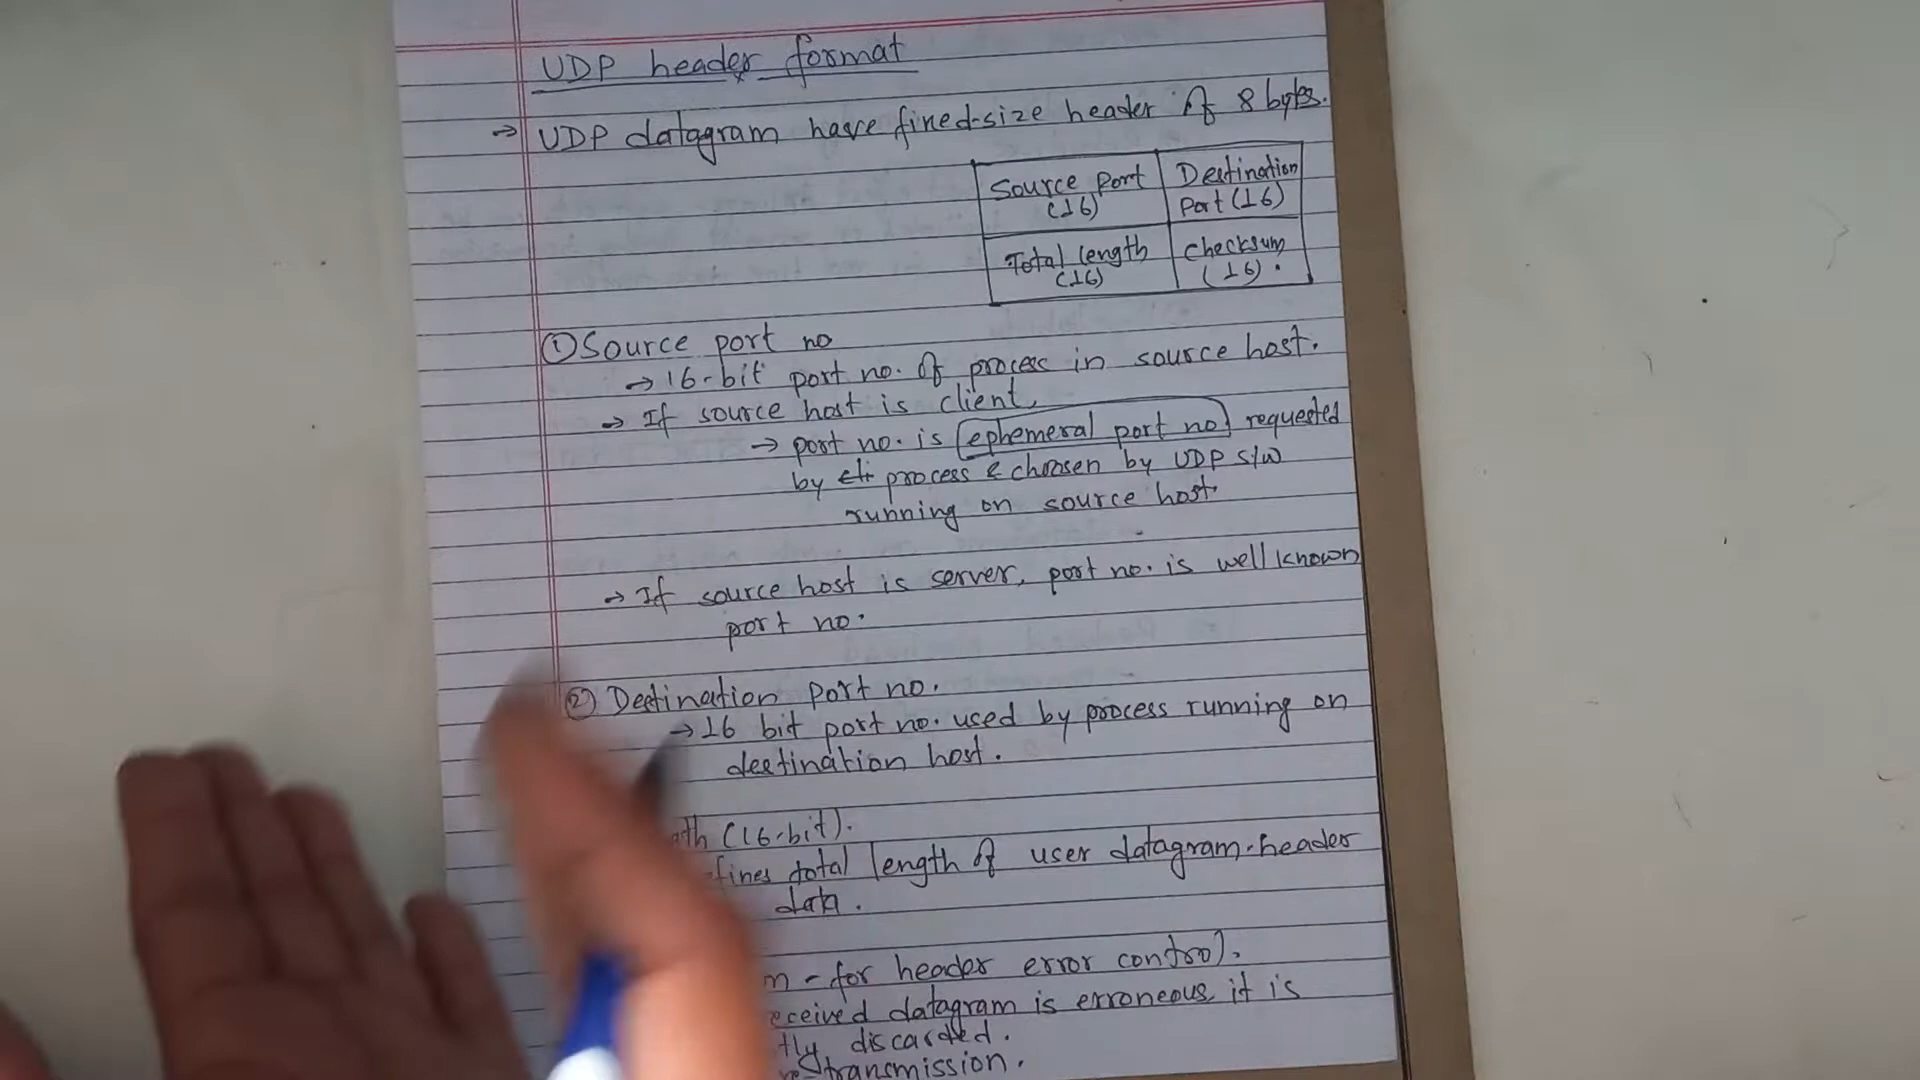 UDP header format
→ UDP datagram have fined-size header of 8 bytes.
Source port (16)
Destination Port (16)
Total length (16)
checksum (16).
① Source port no
→ 16-bit port no. of process in source host.
→ If source host is client,
→ port no. is ephemeral port no requested
by process & choosen by UDP s/w
running on source host.
→ If source host is server, port no. is well known
port no.
② Destination port no.
→ 16 bit port no. used by process running on
destination host.
(16-bit).
total length of user datagram-header
data.
- for header error control.
datagram is erroneous, it is
discarded.